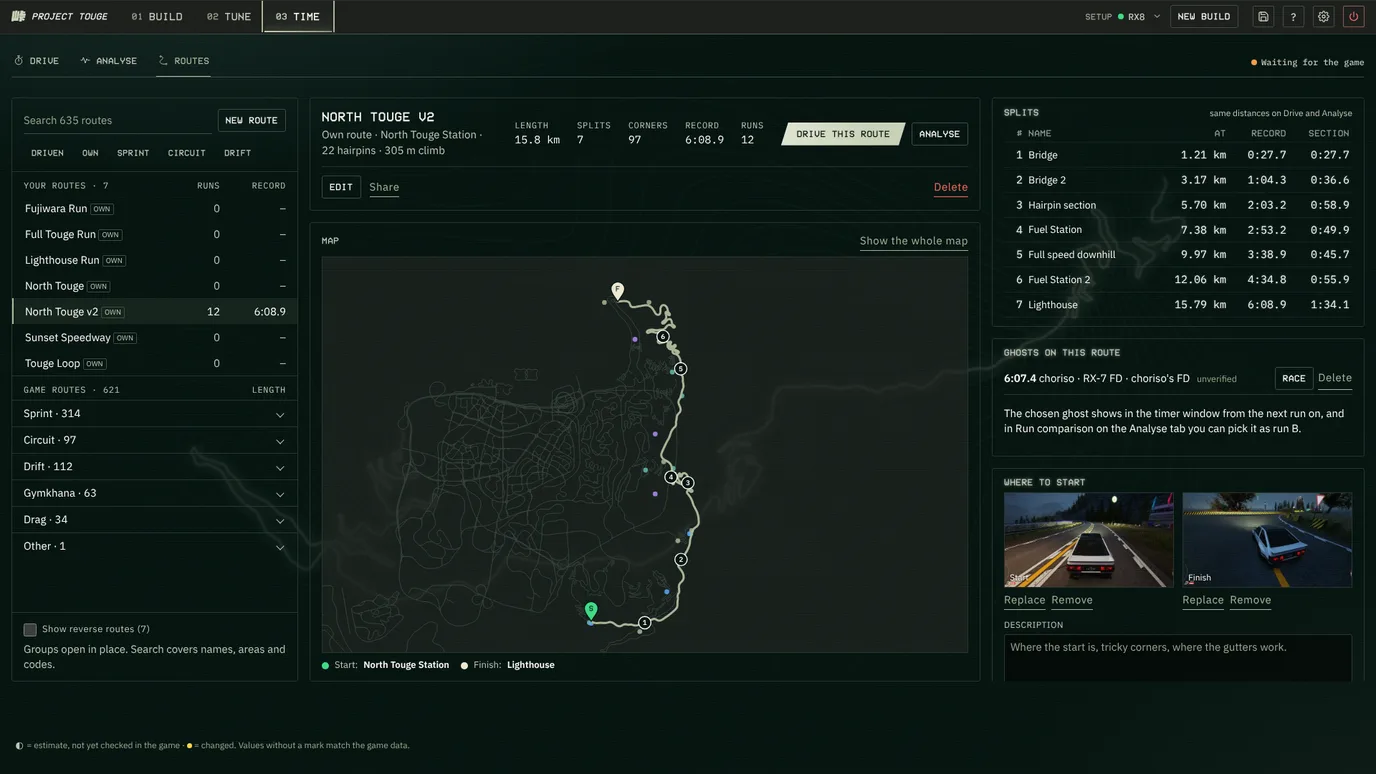 PROJECT TOUGE
01 BUILD
02 TUNE
03 TIME
SETUP RX8
NEW BUILD
?
DRIVE
ANALYSE
ROUTES
Waiting for the game
Search 635 routes
NEW ROUTE
DRIVEN OWN SPRINT CIRCUIT DRIFT
YOUR ROUTES · 7 RUNS RECORD
Fujiwara Run OWN 0 –
Full Touge Run OWN 0 –
Lighthouse Run OWN 0 –
North Touge OWN 0 –
North Touge v2 OWN 12 6:08.9
Sunset Speedway OWN 0 –
Touge Loop OWN 0 –
GAME ROUTES · 621 LENGTH
Sprint · 314
Circuit · 97
Drift · 112
Gymkhana · 63
Drag · 34
Other · 1
Show reverse routes (7)
Groups open in place. Search covers names, areas and
codes.
NORTH TOUGE V2
Own route · North Touge Station ·
22 hairpins · 305 m climb
LENGTH SPLITS CORNERS RECORD RUNS
15.8 km 7 97 6:08.9 12
DRIVE THIS ROUTE
ANALYSE
EDIT
Share
Delete
MAP
Show the whole map
F
6
5
4
3
2
S
1
Start: North Touge Station
Finish: Lighthouse
SPLITS
same distances on Drive and Analyse
# NAME AT RECORD SECTION
1 Bridge 1.21 km 0:27.7 0:27.7
2 Bridge 2 3.17 km 1:04.3 0:36.6
3 Hairpin section 5.70 km 2:03.2 0:58.9
4 Fuel Station 7.38 km 2:53.2 0:49.9
5 Full speed downhill 9.97 km 3:38.9 0:45.7
6 Fuel Station 2 12.06 km 4:34.8 0:55.9
7 Lighthouse 15.79 km 6:08.9 1:34.1
GHOSTS ON THIS ROUTE
6:07.4 choriso · RX-7 FD · choriso's FD unverified
RACE
Delete
The chosen ghost shows in the timer window from the next run on, and
in Run comparison on the Analyse tab you can pick it as run B.
WHERE TO START
Start
Finish
Replace Remove
Replace Remove
DESCRIPTION
Where the start is, tricky corners, where the gutters work.
= estimate, not yet checked in the game · = changed. Values without a mark match the game data.